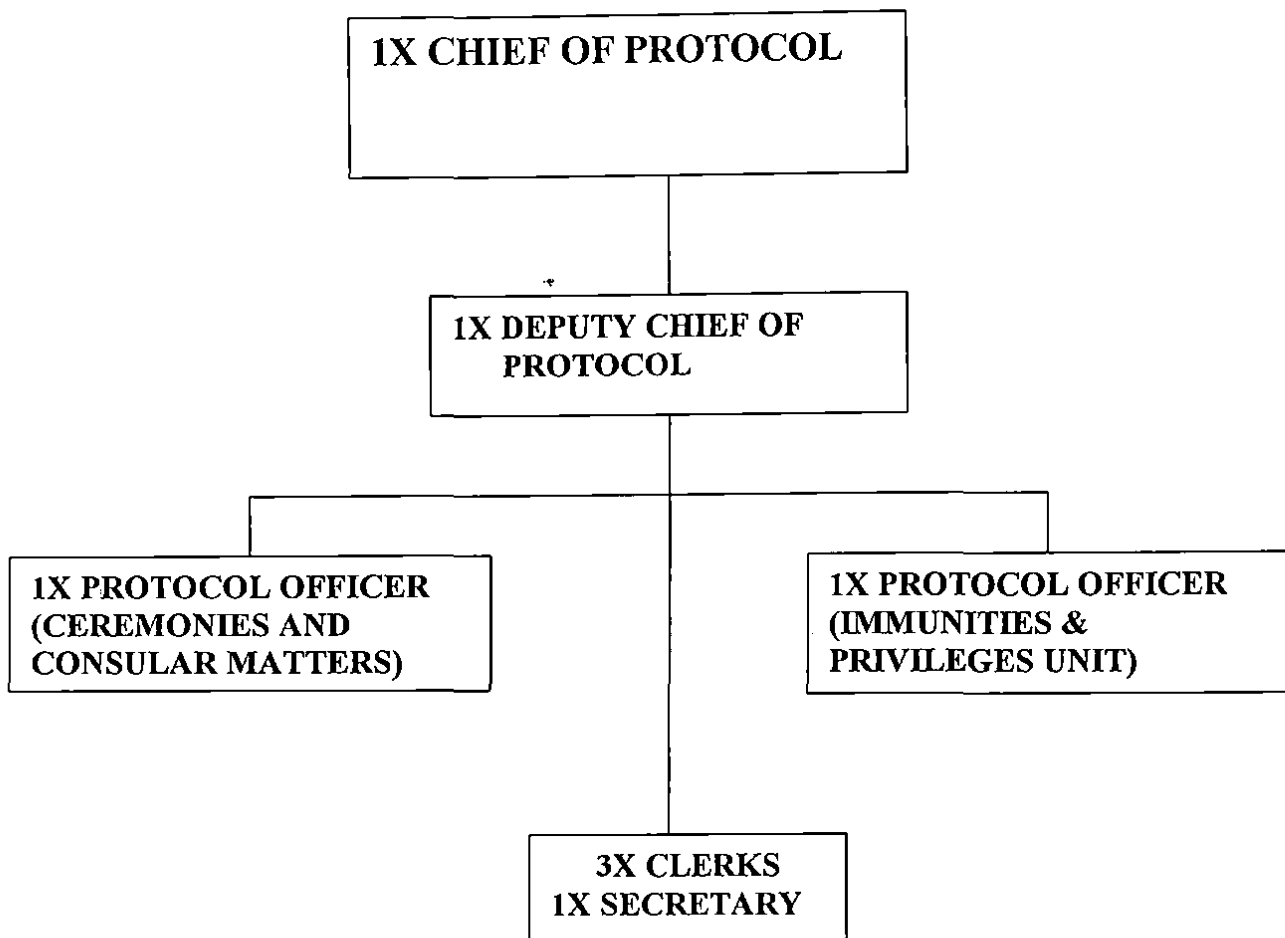 1X CHIEF OF PROTOCOL
1X DEPUTY CHIEF OF
PROTOCOL
1X PROTOCOL OFFICER
(CEREMONIES AND
CONSULAR MATTERS)
1X PROTOCOL OFFICER
(IMMUNITIES &
PRIVILEGES UNIT)
3X CLERKS
1X SECRETARY